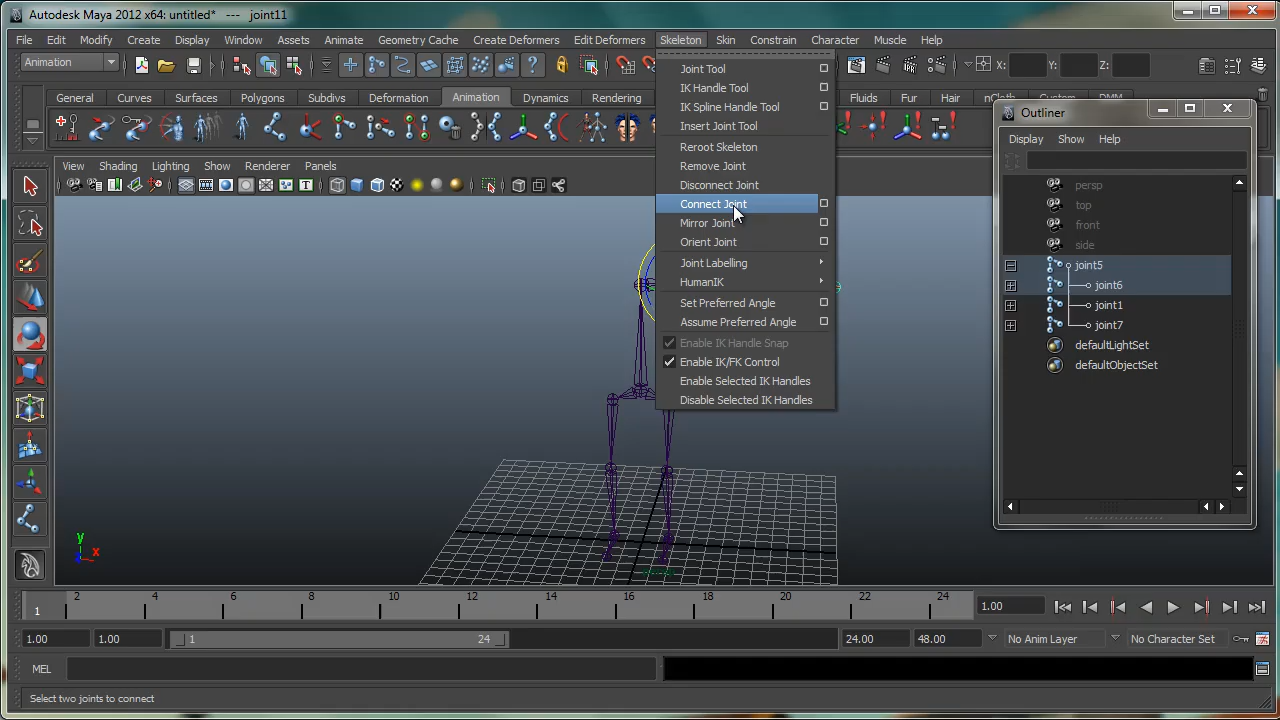 Autodesk Maya 2012 x64: untitled* --- joint11
File Edit Modify Create Display Window Assets Animate Geometry Cache Create Deformers Edit Deformers Skeleton Skin Constrain Character Muscle Help
Animation X: Y: Z:
General Curves Surfaces Polygons Subdivs Deformation Animation Dynamics Rendering Fluids Fur Hair
View Shading Lighting Show Renderer Panels
Joint Tool
IK Handle Tool
IK Spline Handle Tool
Insert Joint Tool
Reroot Skeleton
Remove Joint
Disconnect Joint
Connect Joint
Mirror Joint
Orient Joint
Joint Labelling
HumanIK
Set Preferred Angle
Assume Preferred Angle
Enable IK Handle Snap
Enable IK/FK Control
Enable Selected IK Handles
Disable Selected IK Handles
Outliner
Display Show Help
persp
top
front
side
joint5
joint6
joint1
joint7
defaultLightSet
defaultObjectSet
y
x
1 2 4 6 8 10 12 14 16 18 20 22 24 1.00
1.00 1.00 1 24 24.00 48.00 No Anim Layer No Character Set
MEL
Select two joints to connect